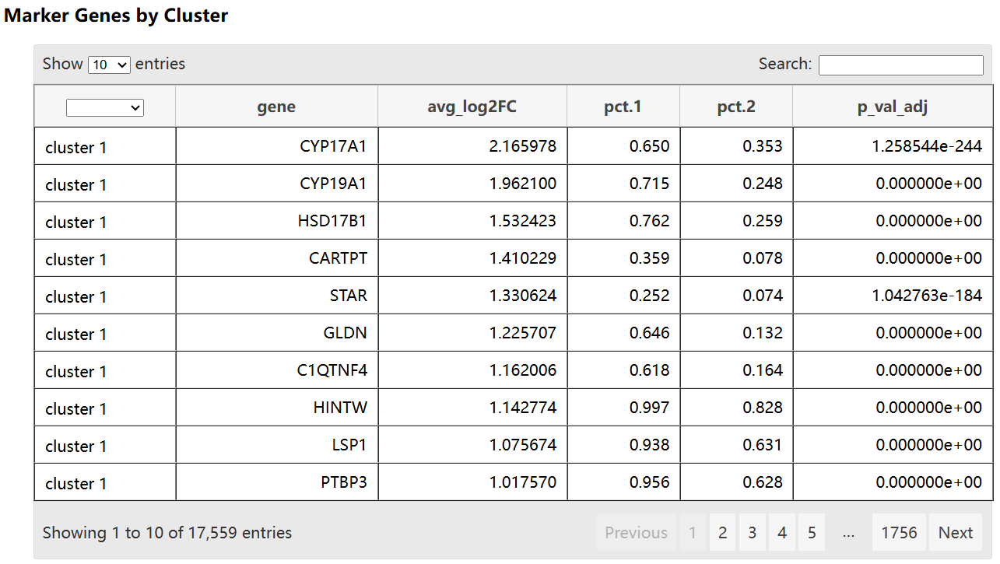 Marker Genes by Cluster
Show 10 entries Search:
gene avg_log2FC pct.1 pct.2 p_val_adj
cluster 1 CYP17A1 2.165978 0.650 0.353 1.258544e-244
cluster 1 CYP19A1 1.962100 0.715 0.248 0.000000e+00
cluster 1 HSD17B1 1.532423 0.762 0.259 0.000000e+00
cluster 1 CARTPT 1.410229 0.359 0.078 0.000000e+00
cluster 1 STAR 1.330624 0.252 0.074 1.042763e-184
cluster 1 GLDN 1.225707 0.646 0.132 0.000000e+00
cluster 1 C1QTNF4 1.162006 0.618 0.164 0.000000e+00
cluster 1 HINTW 1.142774 0.997 0.828 0.000000e+00
cluster 1 LSP1 1.075674 0.938 0.631 0.000000e+00
cluster 1 PTBP3 1.017570 0.956 0.628 0.000000e+00
Showing 1 to 10 of 17,559 entries Previous 1 2 3 4 5 ... 1756 Next